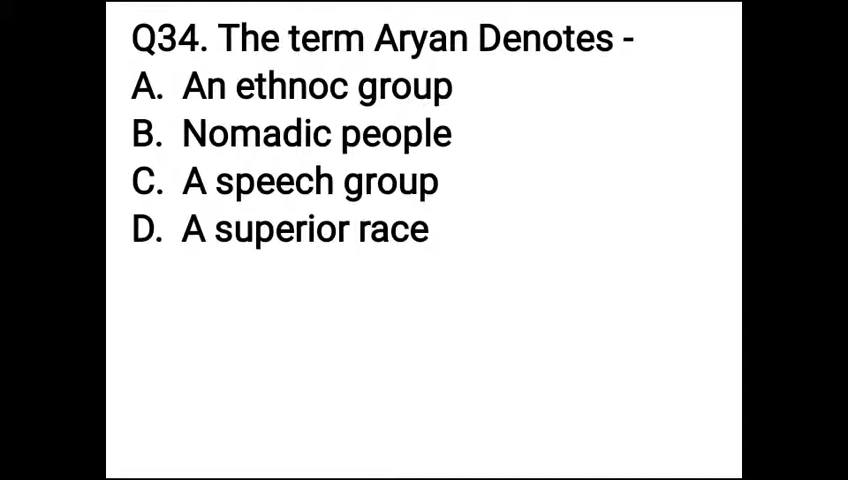 Q34. The term Aryan Denotes -
A. An ethnoc group
B. Nomadic people
C. A speech group
D. A superior race